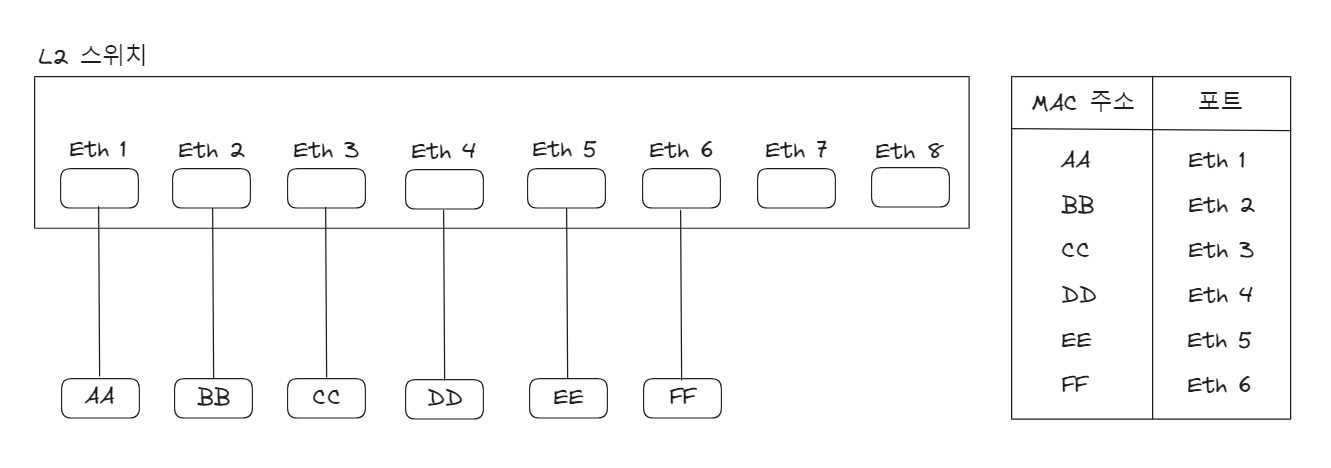 L2 스위치
Eth 1 Eth 2 Eth 3 Eth 4 Eth 5 Eth 6 Eth 7 Eth 8
AA BB CC DD EE FF
MAC 주소 포트
AA Eth 1
BB Eth 2
CC Eth 3
DD Eth 4
EE Eth 5
FF Eth 6